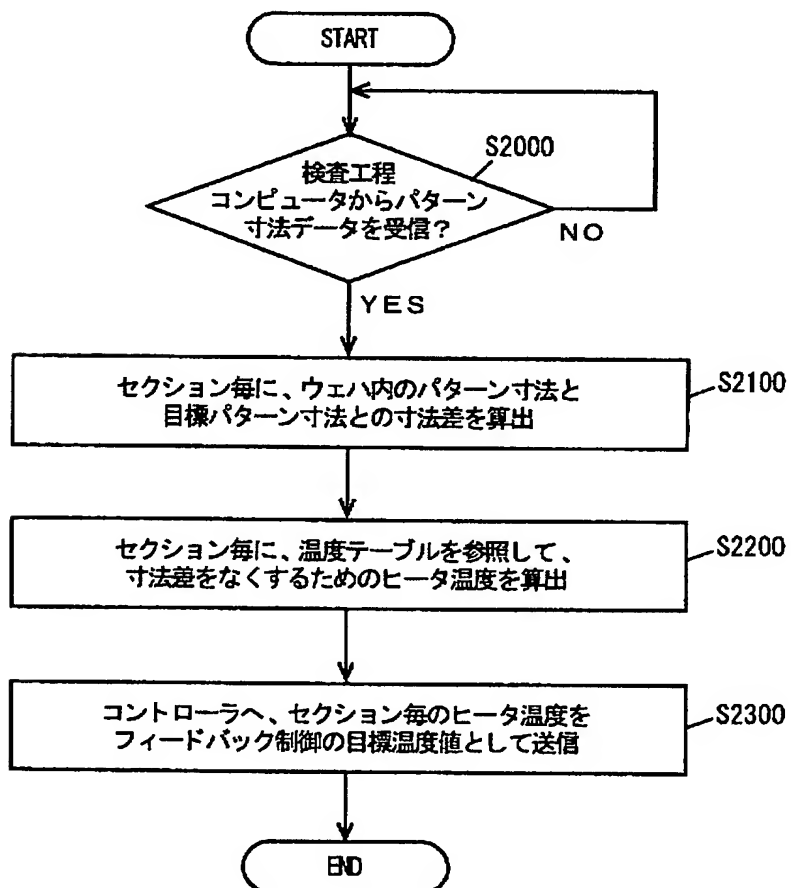 START
S2000
検査工程
コンピュータからパターン
寸法データを受信？
NO
YES
S2100
セクション毎に、ウェハ内のパターン寸法と
目標パターン寸法との寸法差を算出
S2200
セクション毎に、温度テーブルを参照して、
寸法差をなくするためのヒータ温度を算出
S2300
コントローラへ、セクション毎のヒータ温度を
フィードバック制御の目標温度値として送信
END